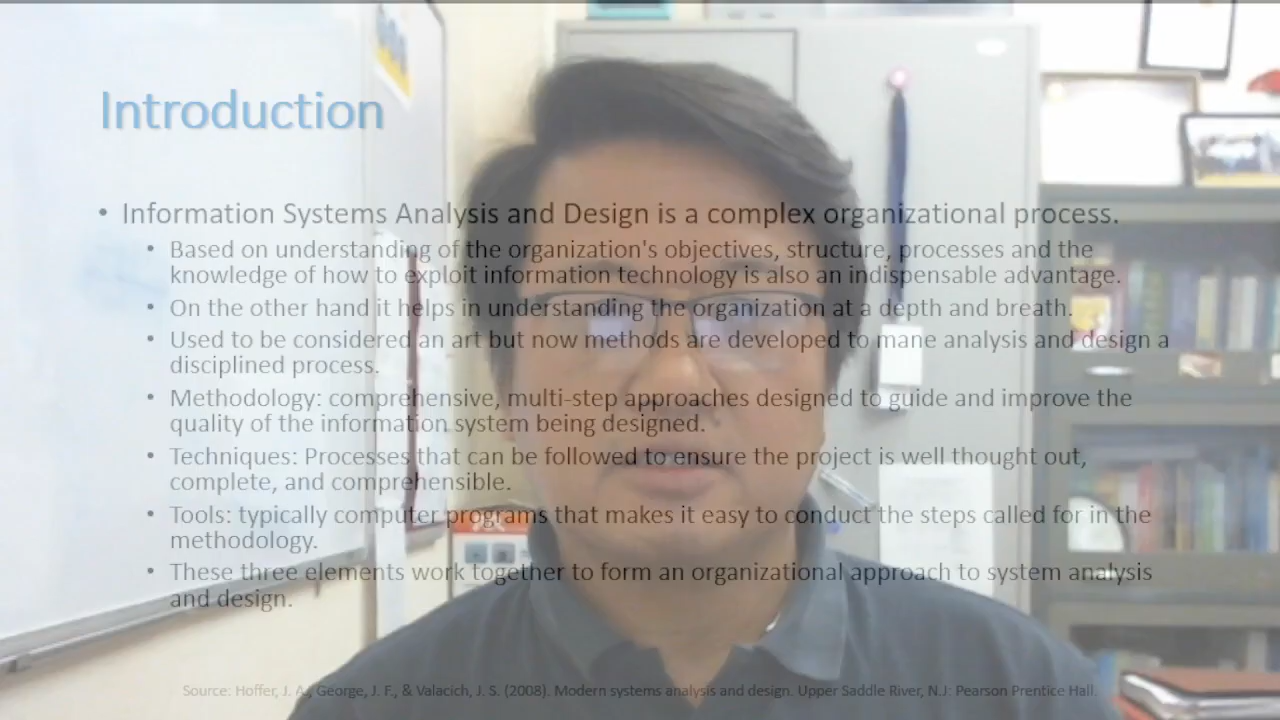 Introduction
• Information Systems Analysis and Design is a complex organizational process.
• Based on understanding of the organization's objectives, structure, processes and the
knowledge of how to exploit information technology is also an indispensable advantage.
• On the other hand it helps in understanding the organization at a depth and breath.
• Used to be considered an art but now methods are developed to mane analysis and design a
disciplined process.
• Methodology: comprehensive, multi-step approaches designed to guide and improve the
quality of the information system being designed.
• Techniques: Processes that can be followed to ensure the project is well thought out,
complete, and comprehensible.
• Tools: typically computer programs that makes it easy to conduct the steps called for in the
methodology.
• These three elements work together to form an organizational approach to system analysis
and design.
Source: Hoffer, J. A., George, J. F., & Valacich, J. S. (2008). Modern systems analysis and design. Upper Saddle River, N.J: Pearson Prentice Hall.